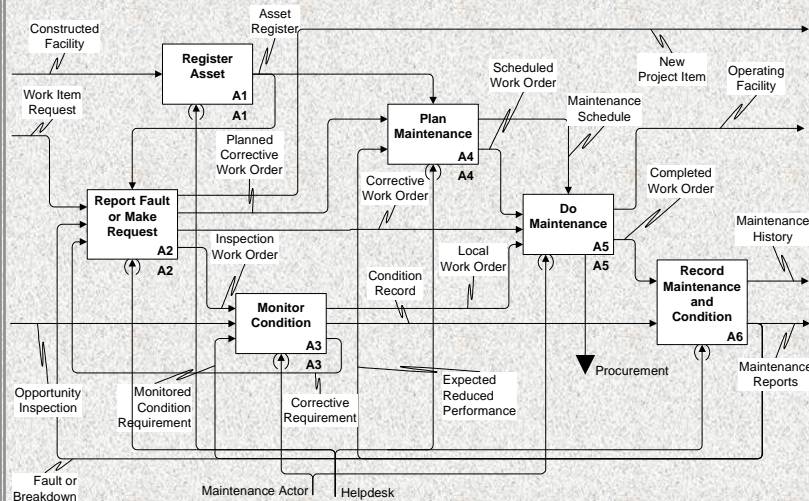 Constructed
Facility
Asset
Register
Register
Asset
A1
A1
New
Project Item
Work Item
Request
Scheduled
Work Order
Operating
Facility
Maintenance
Schedule
Plan
Maintenance
A4
A4
Planned
Corrective
Work Order
Report Fault
or Make
Request
A2
A2
Corrective
Work Order
Completed
Work Order
Do
Maintenance
A5
A5
Maintenance
History
Inspection
Work Order
Local
Work Order
Condition
Record
Record
Maintenance
and
Condition
A6
Monitor
Condition
A3
A3
Opportunity
Inspection
Monitored
Condition
Requirement
Corrective
Requirement
Expected
Reduced
Performance
Procurement
Maintenance
Reports
Fault or
Breakdown
Maintenance Actor
Helpdesk